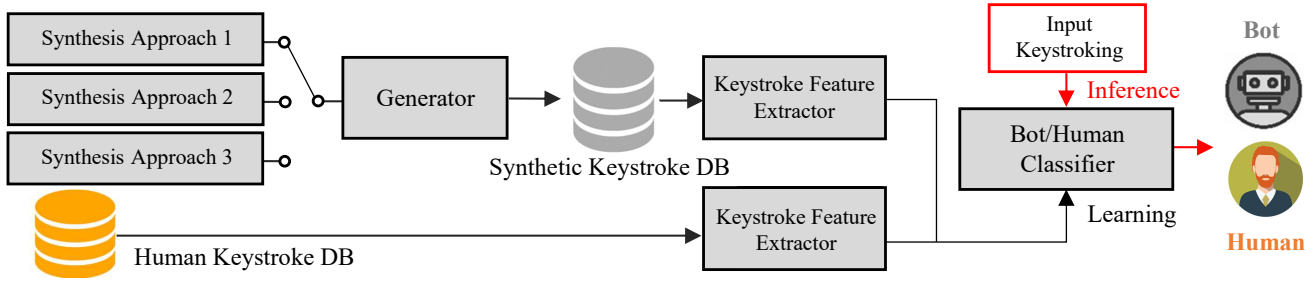 Synthesis Approach 1
Synthesis Approach 2
Synthesis Approach 3
Generator
Synthetic Keystroke DB
Human Keystroke DB
Keystroke Feature
Extractor
Keystroke Feature
Extractor
Input
Keystroking
Inference
Bot/Human
Classifier
Learning
Bot
Human